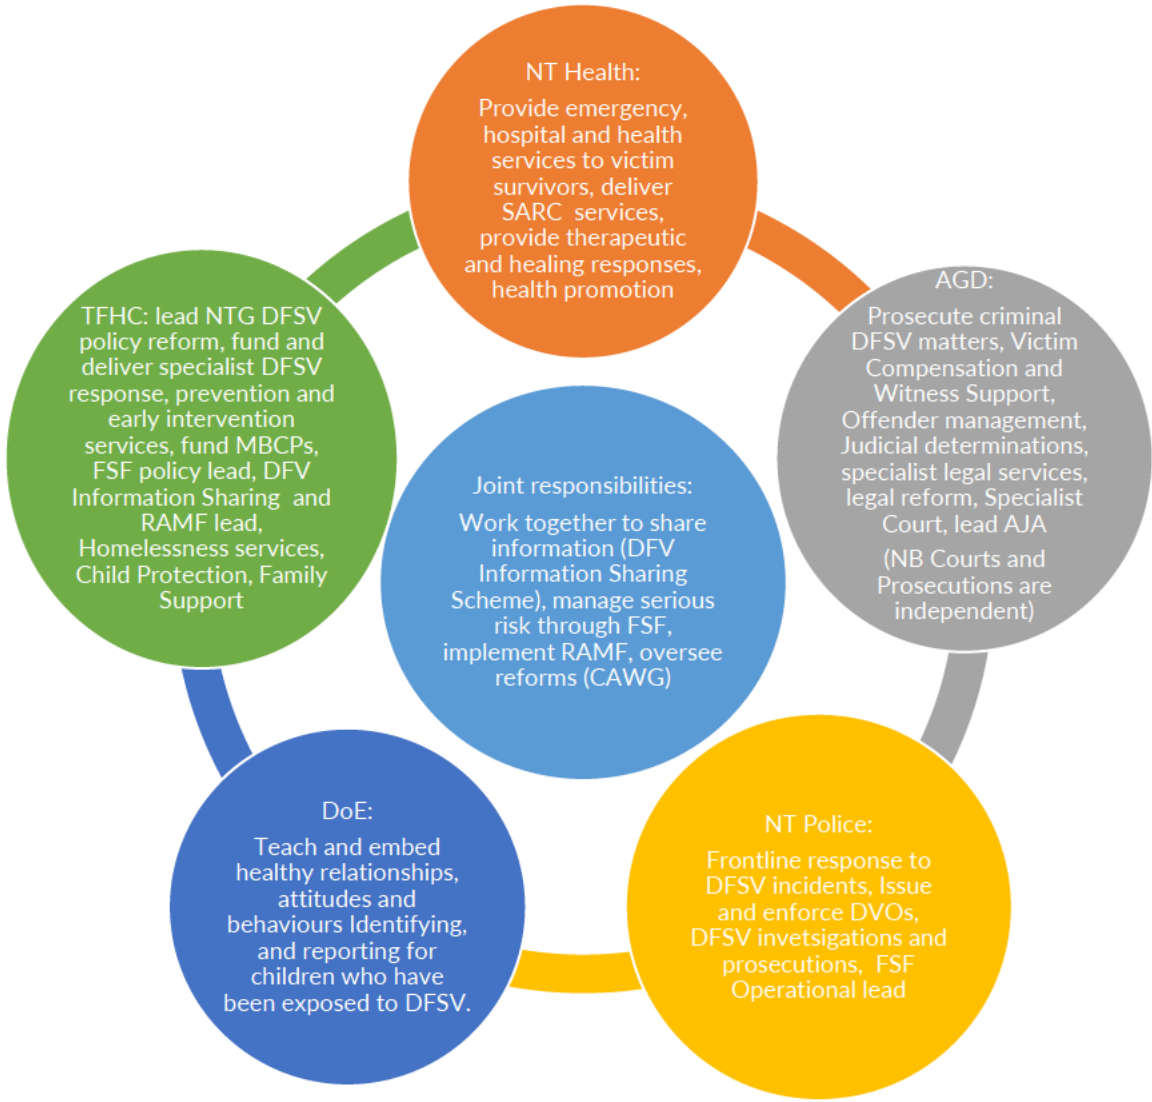 NT Health:
Provide emergency,
hospital and health
services to victim
survivors, deliver
SARC  services,
provide therapeutic
and healing responses,
health promotion
AGD:
Prosecute criminal
DFSV matters, Victim
Compensation and
Witness Support,
Offender management,
Judicial determinations,
specialist legal services,
legal reform, Specialist
Court, lead AJA
(NB Courts and
Prosecutions are
independent)
NT Police:
Frontline response to
DFSV incidents, Issue
and enforce DVOs,
DFSV invetsigations and
prosecutions,  FSF
Operational lead
DoE:
Teach and embed
healthy relationships,
attitudes and
behaviours Identifying,
and reporting for
children who have
been exposed to DFSV.
TFHC: lead NTG DFSV
policy reform, fund and
deliver specialist DFSV
response, prevention and
early intervention
services, fund MBCPs,
FSF policy lead, DFV
Information Sharing  and
RAMF lead,
Homelessness services,
Child Protection, Family
Support
Joint responsibilities:
Work together to share
information (DFV
Information Sharing
Scheme), manage serious
risk through FSF,
implement RAMF, oversee
reforms (CAWG)